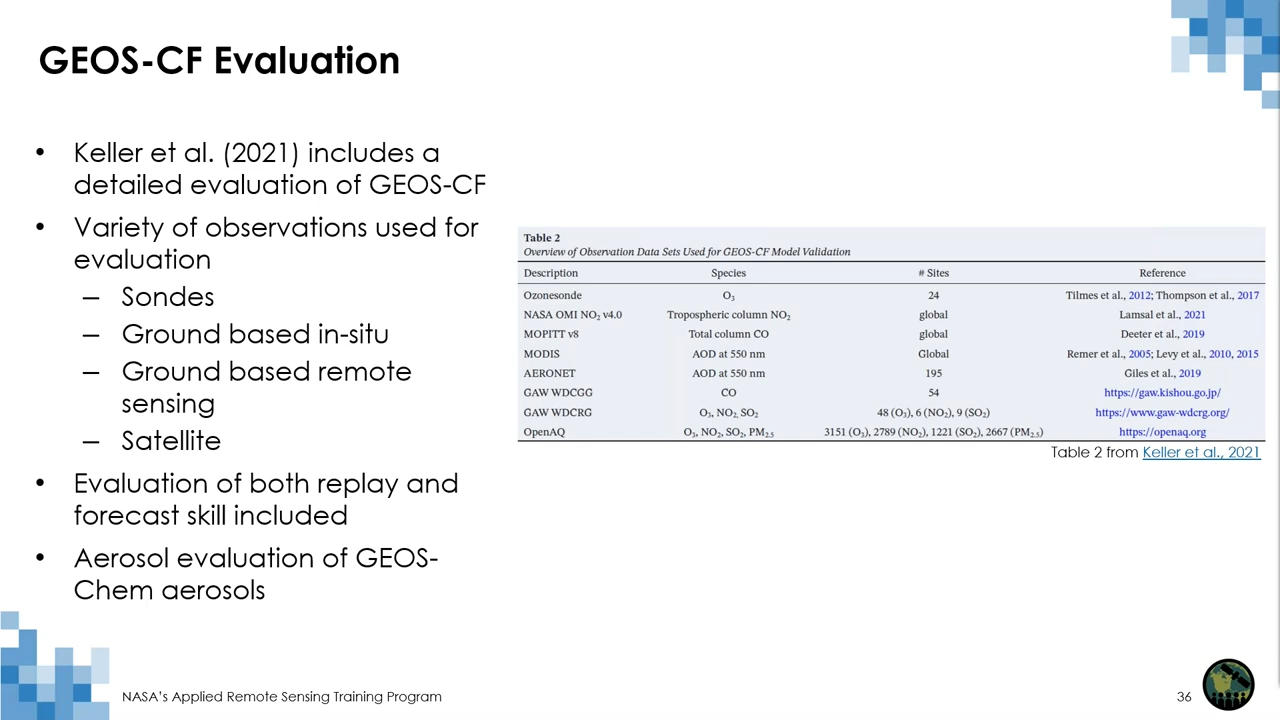 GEOS-CF Evaluation
• Keller et al. (2021) includes a
detailed evaluation of GEOS-CF
• Variety of observations used for
evaluation
– Sondes
– Ground based in-situ
– Ground based remote
sensing
– Satellite
• Evaluation of both replay and
forecast skill included
• Aerosol evaluation of GEOS-
Chem aerosols
Table 2
Overview of Observation Data Sets Used for GEOS-CF Model Validation
Description Species # Sites Reference
Ozonesonde O₃ 24 Tilmes et al., 2012; Thompson et al., 2017
NASA OMI NO₂ v4.0 Tropospheric column NO₂ global Lamsal et al., 2021
MOPITT v8 Total column CO global Deeter et al., 2019
MODIS AOD at 550 nm Global Remer et al., 2005; Levy et al., 2010, 2015
AERONET AOD at 550 nm 195 Giles et al., 2019
GAW WDCGG CO 54 https://gaw.kishou.go.jp/
GAW WDCRG O₃, NO₂, SO₂ 48 (O₃), 6 (NO₂), 9 (SO₂) https://www.gaw-wdcrg.org/
OpenAQ O₃, NO₂, SO₂, PM₂.₅ 3151 (O₃), 2789 (NO₂), 1221 (SO₂), 2667 (PM₂.₅) https://openaq.org
Table 2 from Keller et al., 2021
NASA's Applied Remote Sensing Training Program
36